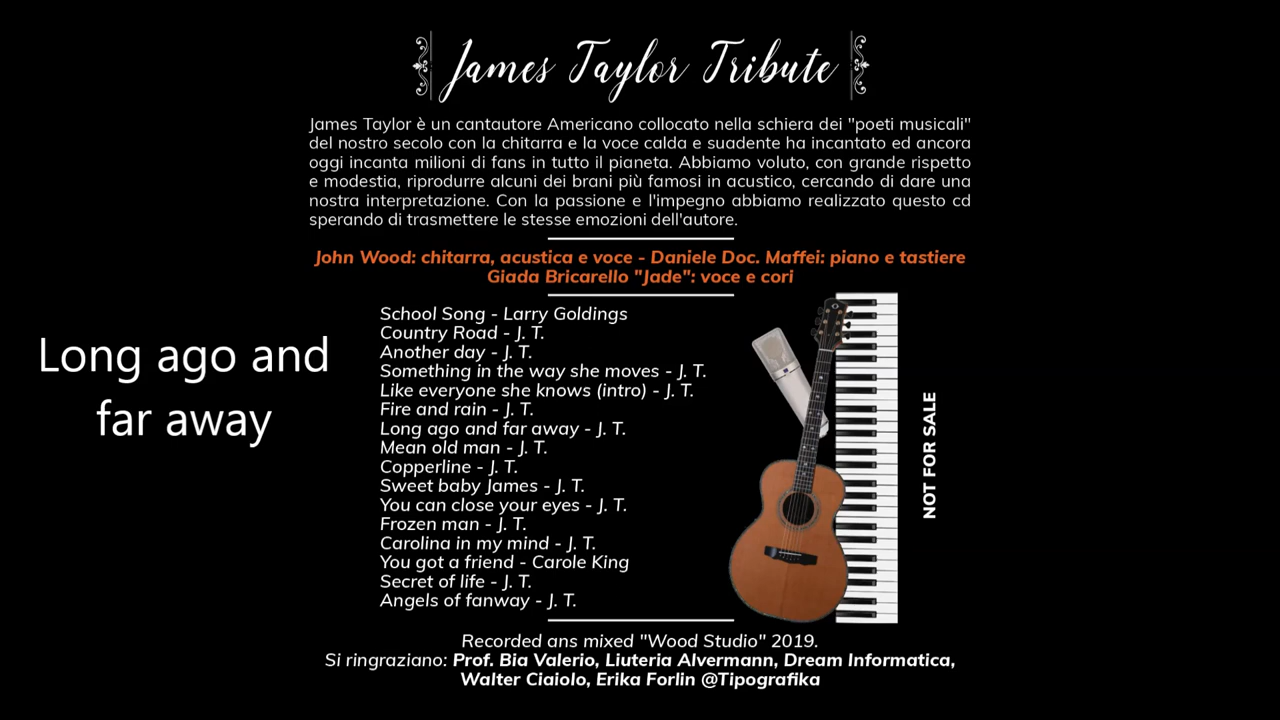 James Taylor Tribute
James Taylor è un cantautore Americano collocato nella schiera dei "poeti musicali"
del nostro secolo con la chitarra e la voce calda e suadente ha incantato ed ancora
oggi incanta milioni di fans in tutto il pianeta. Abbiamo voluto, con grande rispetto
e modestia, riprodurre alcuni dei brani più famosi in acustico, cercando di dare una
nostra interpretazione. Con la passione e l'impegno abbiamo realizzato questo cd
sperando di trasmettere le stesse emozioni dell'autore.
John Wood: chitarra, acustica e voce - Daniele Doc. Maffei: piano e tastiere
Giada Bricarello "Jade": voce e cori
Long ago and
far away
School Song - Larry Goldings
Country Road - J. T.
Another day - J. T.
Something in the way she moves - J. T.
Like everyone she knows (intro) - J. T.
Fire and rain - J. T.
Long ago and far away - J. T.
Mean old man - J. T.
Copperline - J. T.
Sweet baby James - J. T.
You can close your eyes - J. T.
Frozen man - J. T.
Carolina in my mind - J. T.
You got a friend - Carole King
Secret of life - J. T.
Angels of fanway - J. T.
NOT FOR SALE
Recorded ans mixed "Wood Studio" 2019.
Si ringraziano: Prof. Bia Valerio, Liuteria Alvermann, Dream Informatica,
Walter Ciaiolo, Erika Forlin @Tipografika